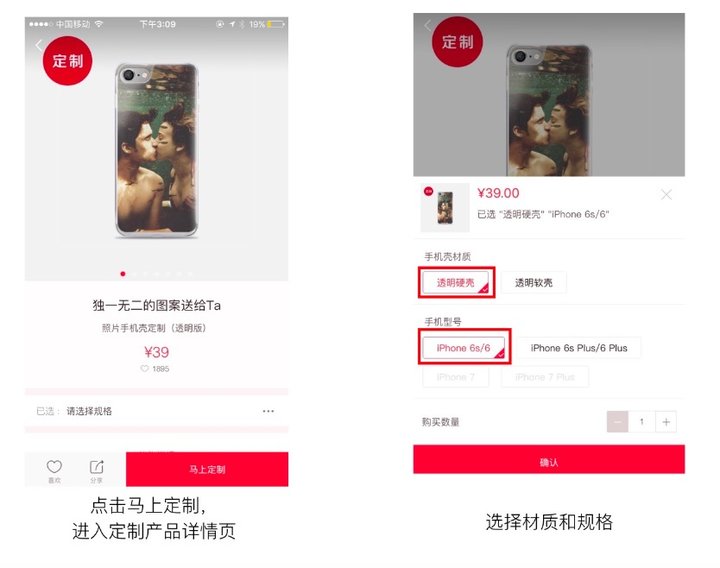 中国移动
下午3:09
19%
定制
独一无二的图案送给Ta
照片手机壳定制（透明版）
¥39
1895
已选： 请选择规格
喜欢
分享
马上定制
点击马上定制，
进入定制产品详情页
定制
¥39.00
已选 "透明硬壳" "iPhone 6s/6"
手机壳材质
透明硬壳 透明软壳
手机型号
iPhone 6s/6 iPhone 6s Plus/6 Plus
iPhone 7 iPhone 7 Plus
购买数量 − 1 +
确认
选择材质和规格